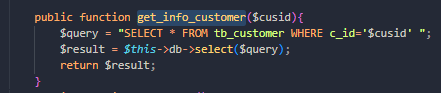 public function get_info_customer($cusid){
$query = "SELECT * FROM tb_customer WHERE c_id='$cusid' ";
$result = $this->db->select($query);
return $result;
}